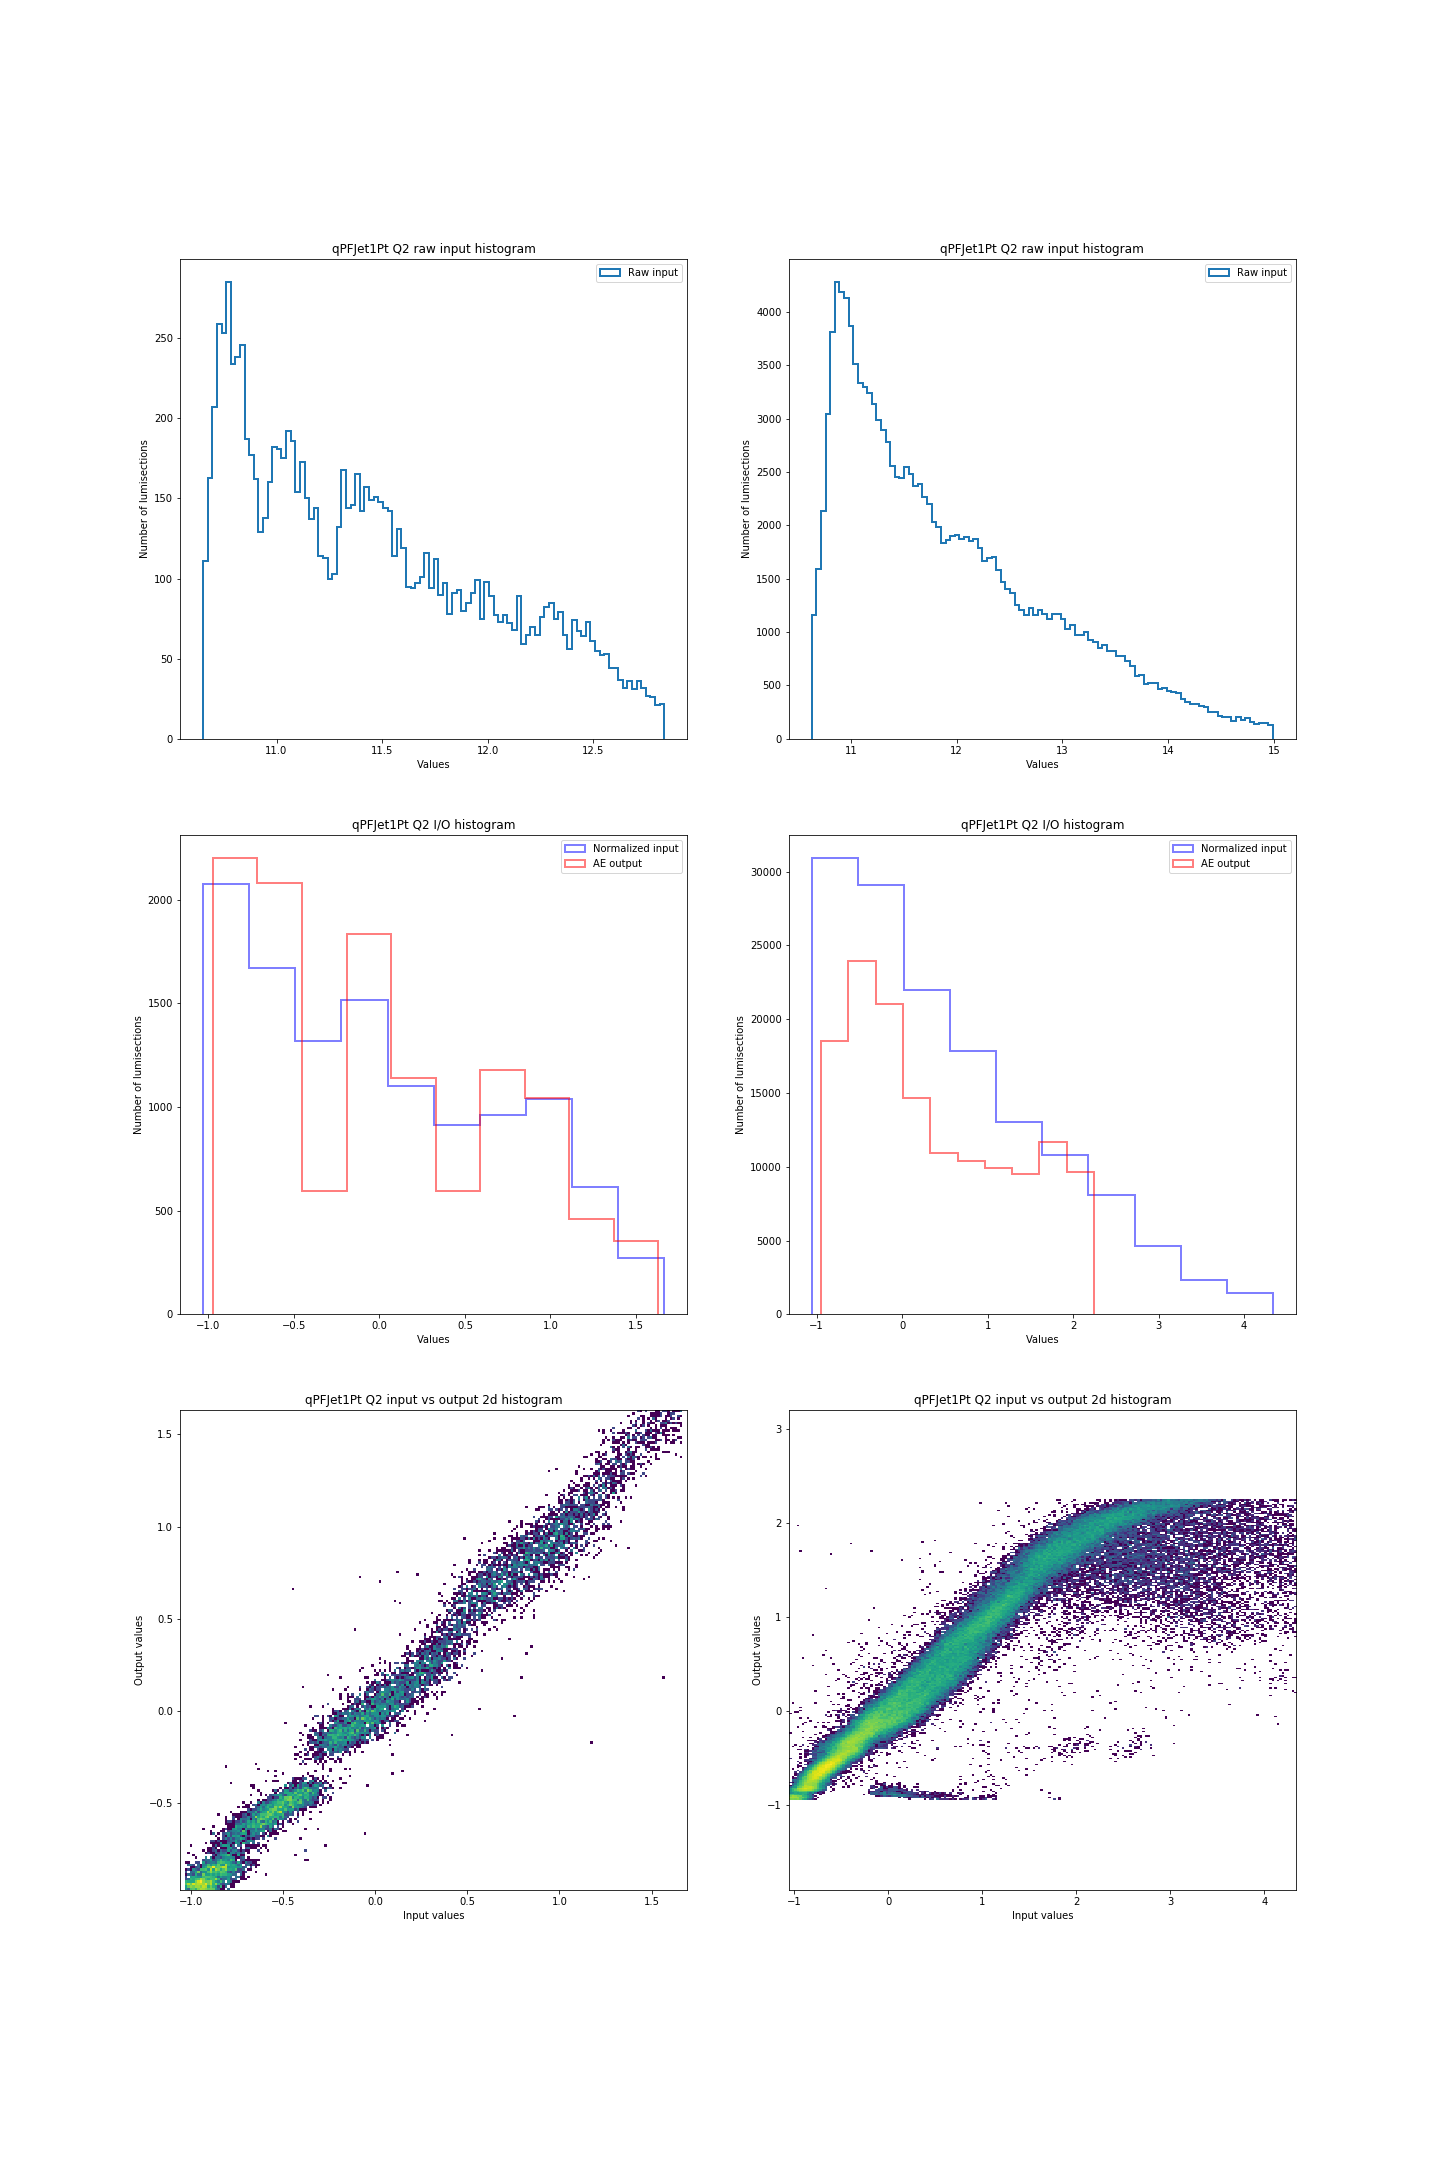 qPFJet1Pt Q2 raw input histogram
Raw input
Number of lumisections
250
200
150
100
50
0
11.0 11.5 12.0 12.5
Values
qPFJet1Pt Q2 raw input histogram
Raw input
Number of lumisections
4000
3500
3000
2500
2000
1500
1000
500
0
11 12 13 14 15
Values
qPFJet1Pt Q2 I/O histogram
Normalized input
AE output
Number of lumisections
2000
1500
1000
500
0
−1.0 −0.5 0.0 0.5 1.0 1.5
Values
qPFJet1Pt Q2 I/O histogram
Normalized input
AE output
Number of lumisections
30000
25000
20000
15000
10000
5000
0
−1 0 1 2 3 4
Values
qPFJet1Pt Q2 input vs output 2d histogram
Output values
1.5
1.0
0.5
0.0
−0.5
−1.0 −0.5 0.0 0.5 1.0 1.5
Input values
qPFJet1Pt Q2 input vs output 2d histogram
Output values
3
2
1
0
−1
−1 0 1 2 3 4
Input values